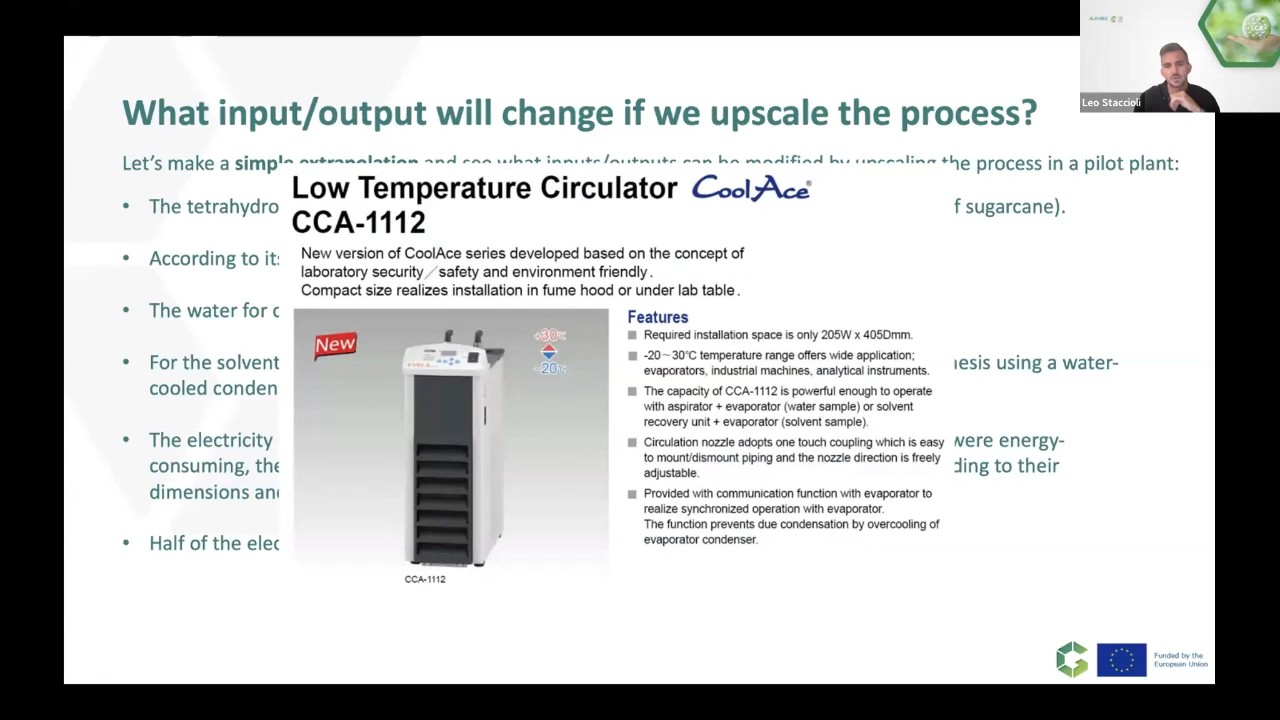 What input/output will change if we upscale the process?
Let's make a simple extrapolation and see what inputs/outputs can be modified by upscaling the process in a pilot plant:
• The tetrahydro f sugarcane).
• According to its
• The water for c
• For the solvent nesis using a water-
cooled conden
• The electricity were energy-
consuming, the ding to their
dimensions and
• Half of the elec
Low Temperature Circulator CoolAce
CCA-1112
New version of CoolAce series developed based on the concept of
laboratory security/safety and environment friendly.
Compact size realizes installation in fume hood or under lab table.
New
+30℃
-20℃
CCA-1112
Features
Required installation space is only 205W x 405Dmm.
-20~30℃ temperature range offers wide application;
evaporators, industrial machines, analytical instruments.
The capacity of CCA-1112 is powerful enough to operate
with aspirator + evaporator (water sample) or solvent
recovery unit + evaporator (solvent sample).
Circulation nozzle adopts one touch coupling which is easy
to mount/dismount piping and the nozzle direction is freely
adjustable.
Provided with communication function with evaporator to
realize synchronized operation with evaporator.
The function prevents due condensation by overcooling of
evaporator condenser.
Funded by the
European Union
Leo Staccioli
LCA